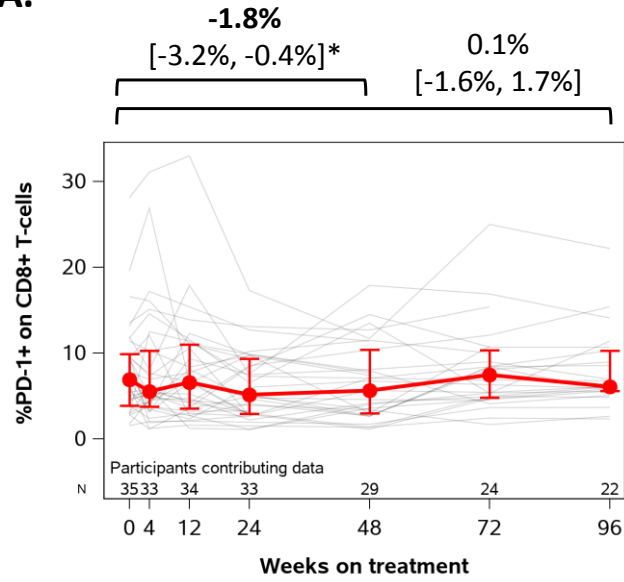 A.
-1.8%
[-3.2%, -0.4%]*
0.1%
[-1.6%, 1.7%]
%PD-1+ on CD8+ T-cells
30
20
10
0
Participants contributing data
N 35 33 34 33 29 24 22
0 4 12 24 48 72 96
Weeks on treatment